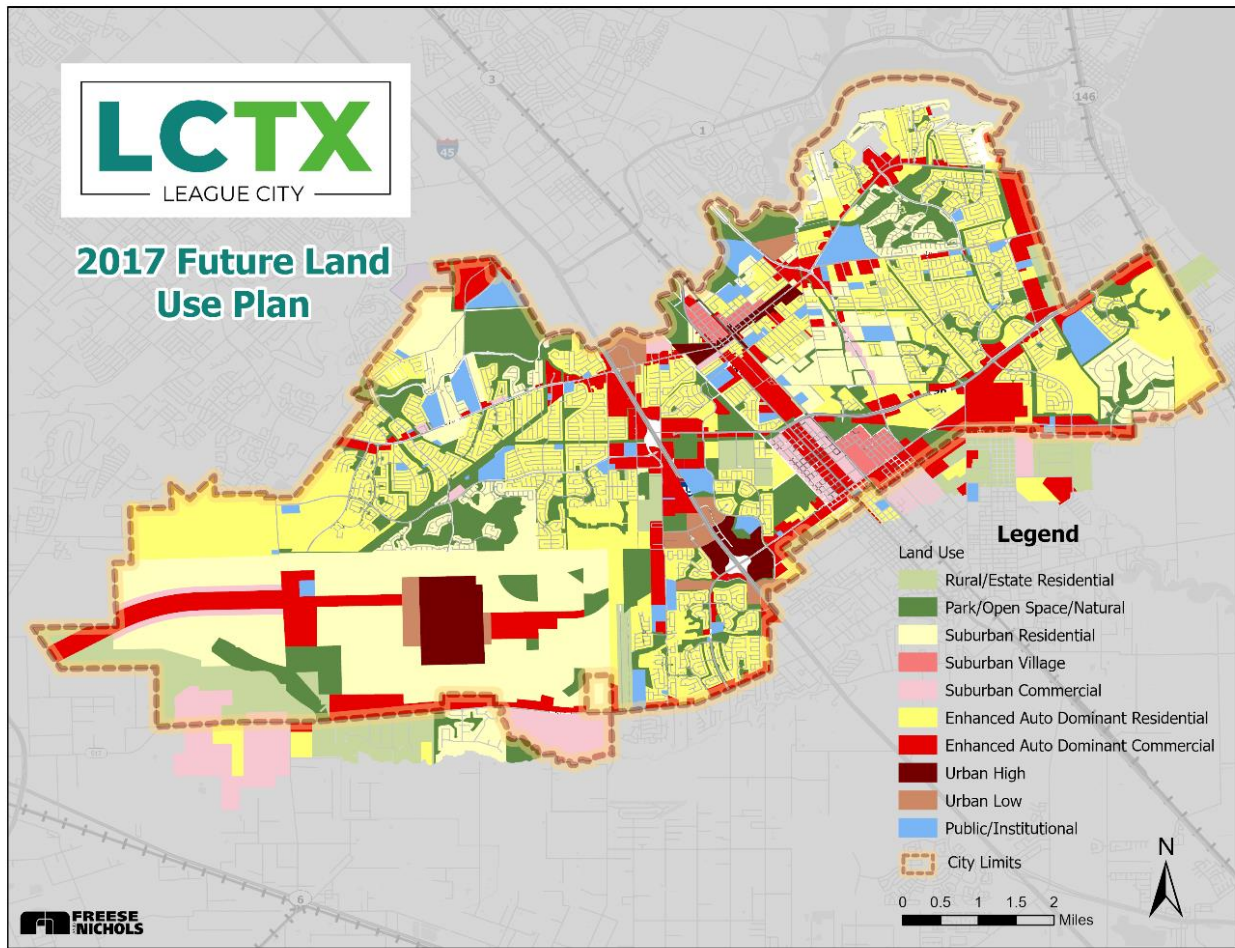 LCTX
LEAGUE CITY
2017 Future Land
Use Plan
3
146
1
45
6
Legend
Land Use
Rural/Estate Residential
Park/Open Space/Natural
Suburban Residential
Suburban Village
Suburban Commercial
Enhanced Auto Dominant Residential
Enhanced Auto Dominant Commercial
Urban High
Urban Low
Public/Institutional
City Limits
N
0 0.5 1 1.5 2
Miles
FREESE
NICHOLS